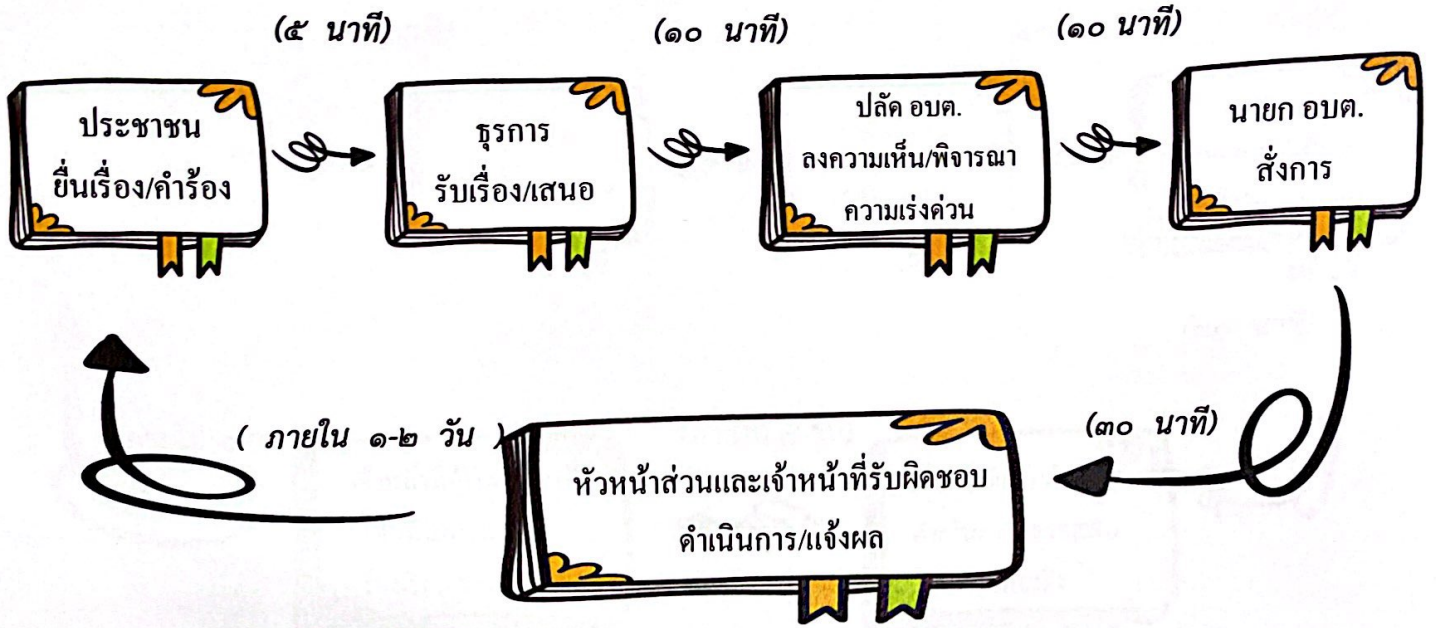 (๕ นาที)
(๑๐ นาที)
(๑๐ นาที)
ประชาชน
ยื่นเรื่อง/คำร้อง
ธุรการ
รับเรื่อง/เสนอ
ปลัด อบต.
ลงความเห็น/พิจารณา
ความเร่งด่วน
นายก อบต.
สั่งการ
(๓๐ นาที)
หัวหน้าส่วนและเจ้าหน้าที่รับผิดชอบ
ดำเนินการ/แจ้งผล
( ภายใน ๑-๒ วัน )